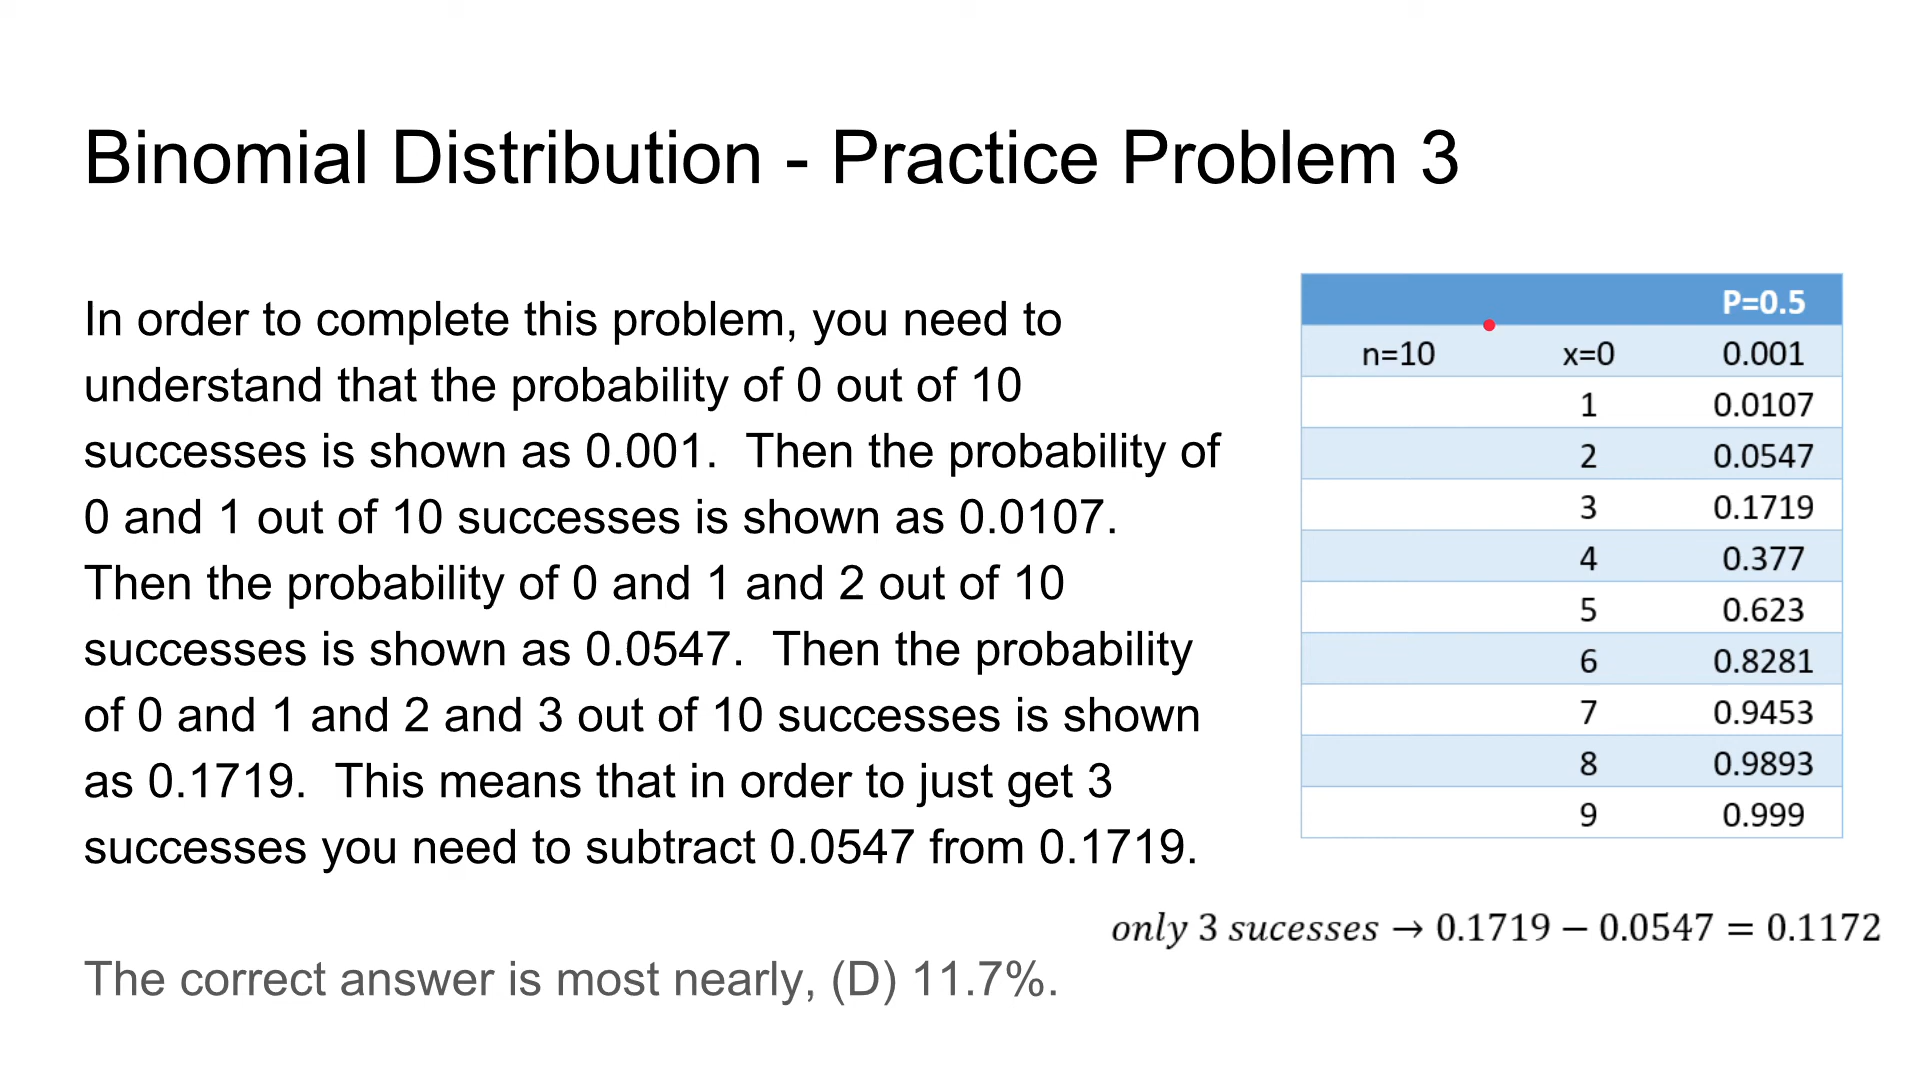 Binomial Distribution - Practice Problem 3
In order to complete this problem, you need to
understand that the probability of 0 out of 10
successes is shown as 0.001.  Then the probability of
0 and 1 out of 10 successes is shown as 0.0107.
Then the probability of 0 and 1 and 2 out of 10
successes is shown as 0.0547.  Then the probability
of 0 and 1 and 2 and 3 out of 10 successes is shown
as 0.1719.  This means that in order to just get 3
successes you need to subtract 0.0547 from 0.1719.
The correct answer is most nearly, (D) 11.7%.
P=0.5
n=10 x=0 0.001
1 0.0107
2 0.0547
3 0.1719
4 0.377
5 0.623
6 0.8281
7 0.9453
8 0.9893
9 0.999
only 3 sucesses → 0.1719 − 0.0547 = 0.1172